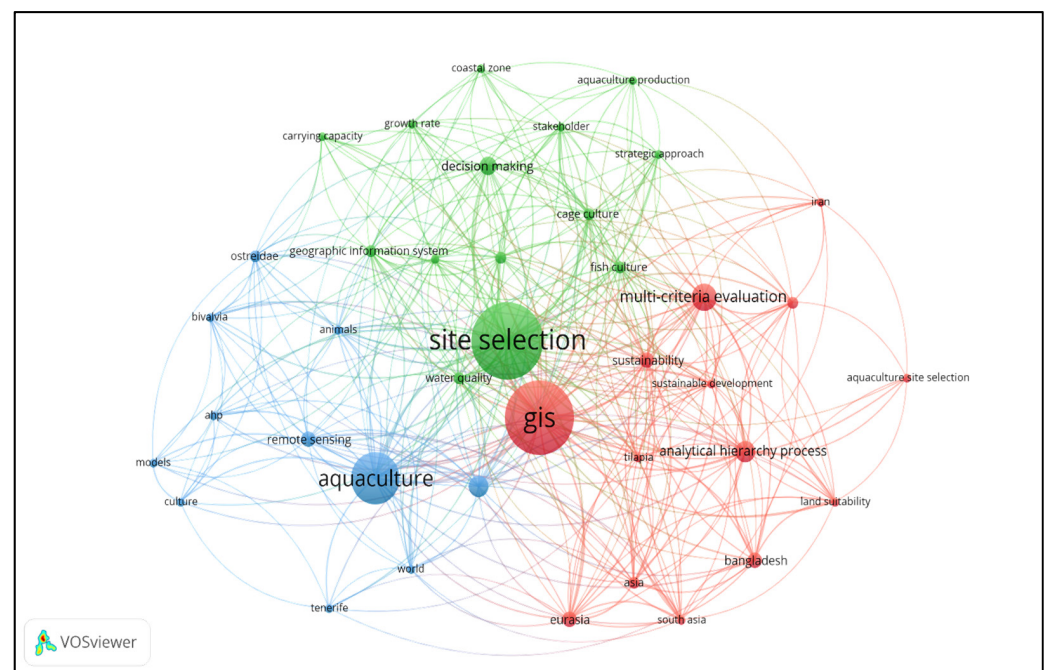 coastal zone
aquaculture production
growth rate
stakeholder
carrying capacity
strategic approach
decision making
iran
cage culture
ostreidae
geographic information system
fish culture
multi-criteria evaluation
bivalvia
animals
site selection
sustainability
water quality
sustainable development
aquaculture site selection
ahp
gis
remote sensing
analytical hierarchy process
tilapia
models
aquaculture
culture
land suitability
bangladesh
world
asia
tenerife
eurasia
south asia
VOSviewer